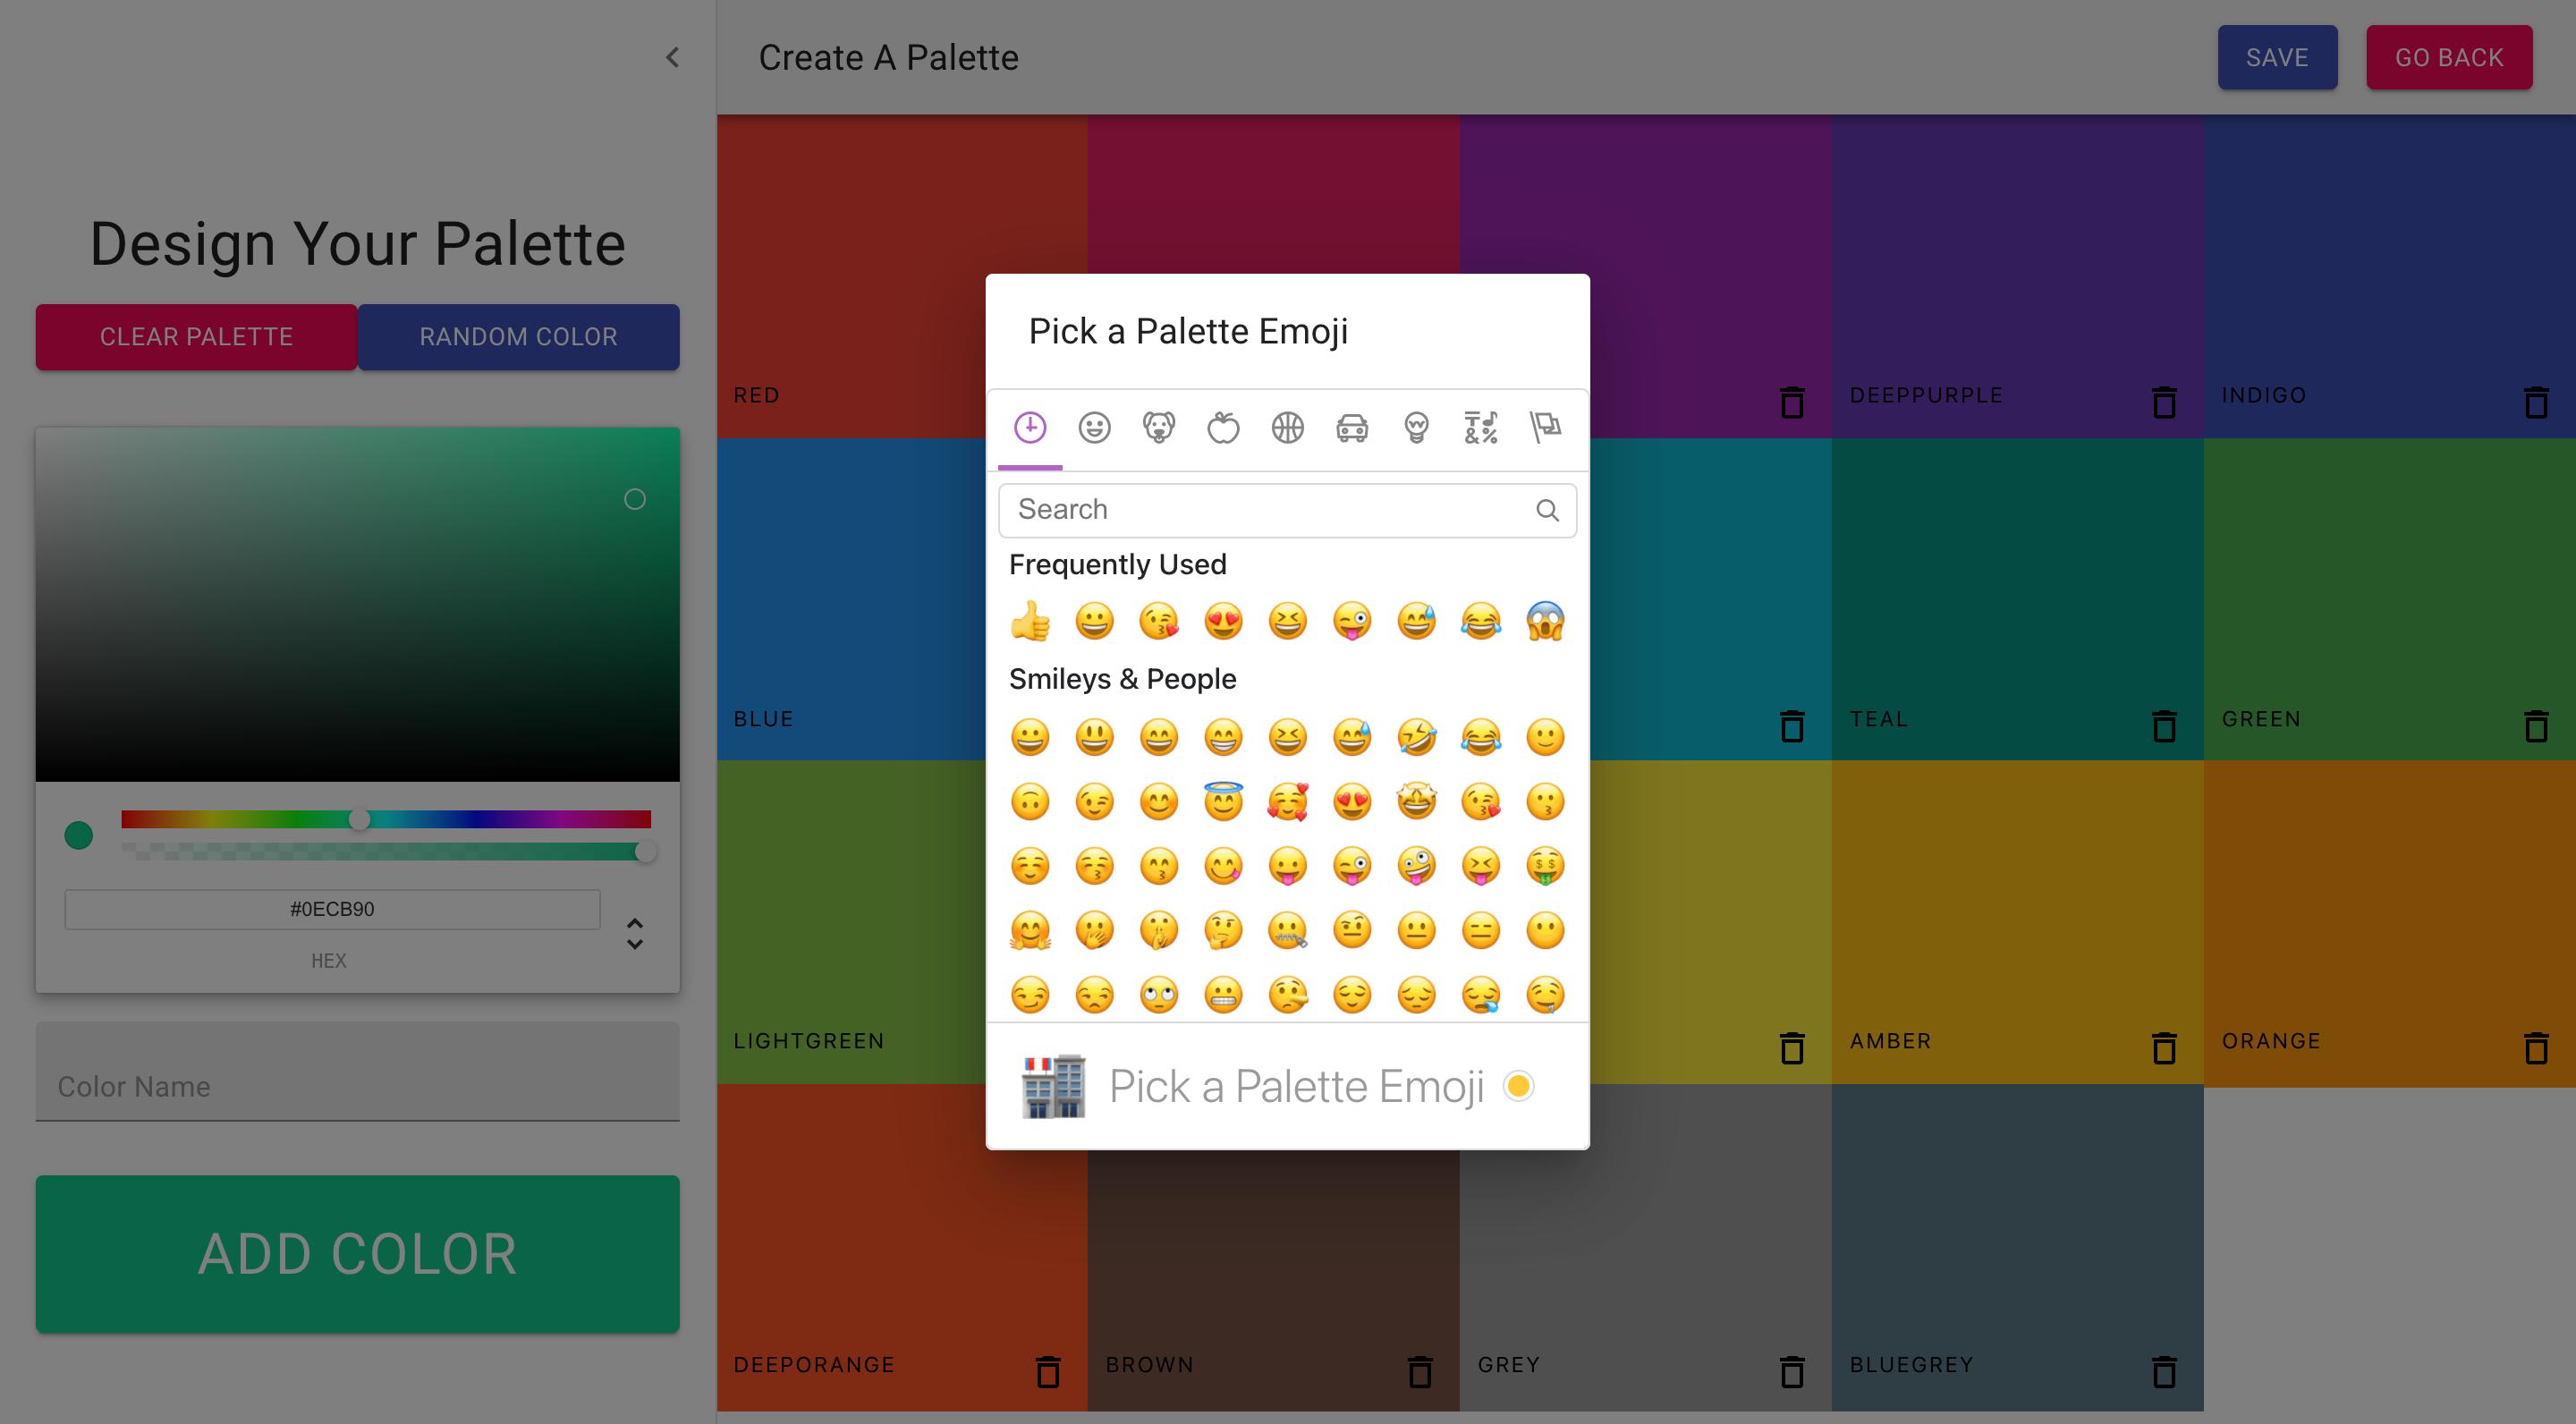 Create A Palette
SAVE
GO BACK
Design Your Palette
CLEAR PALETTE
RANDOM COLOR
#0ECB90
HEX
Color Name
ADD COLOR
RED
DEEPPURPLE
INDIGO
BLUE
TEAL
GREEN
LIGHTGREEN
AMBER
ORANGE
DEEPORANGE
BROWN
GREY
BLUEGREY
Pick a Palette Emoji
Search
Frequently Used
Smileys & People
Pick a Palette Emoji